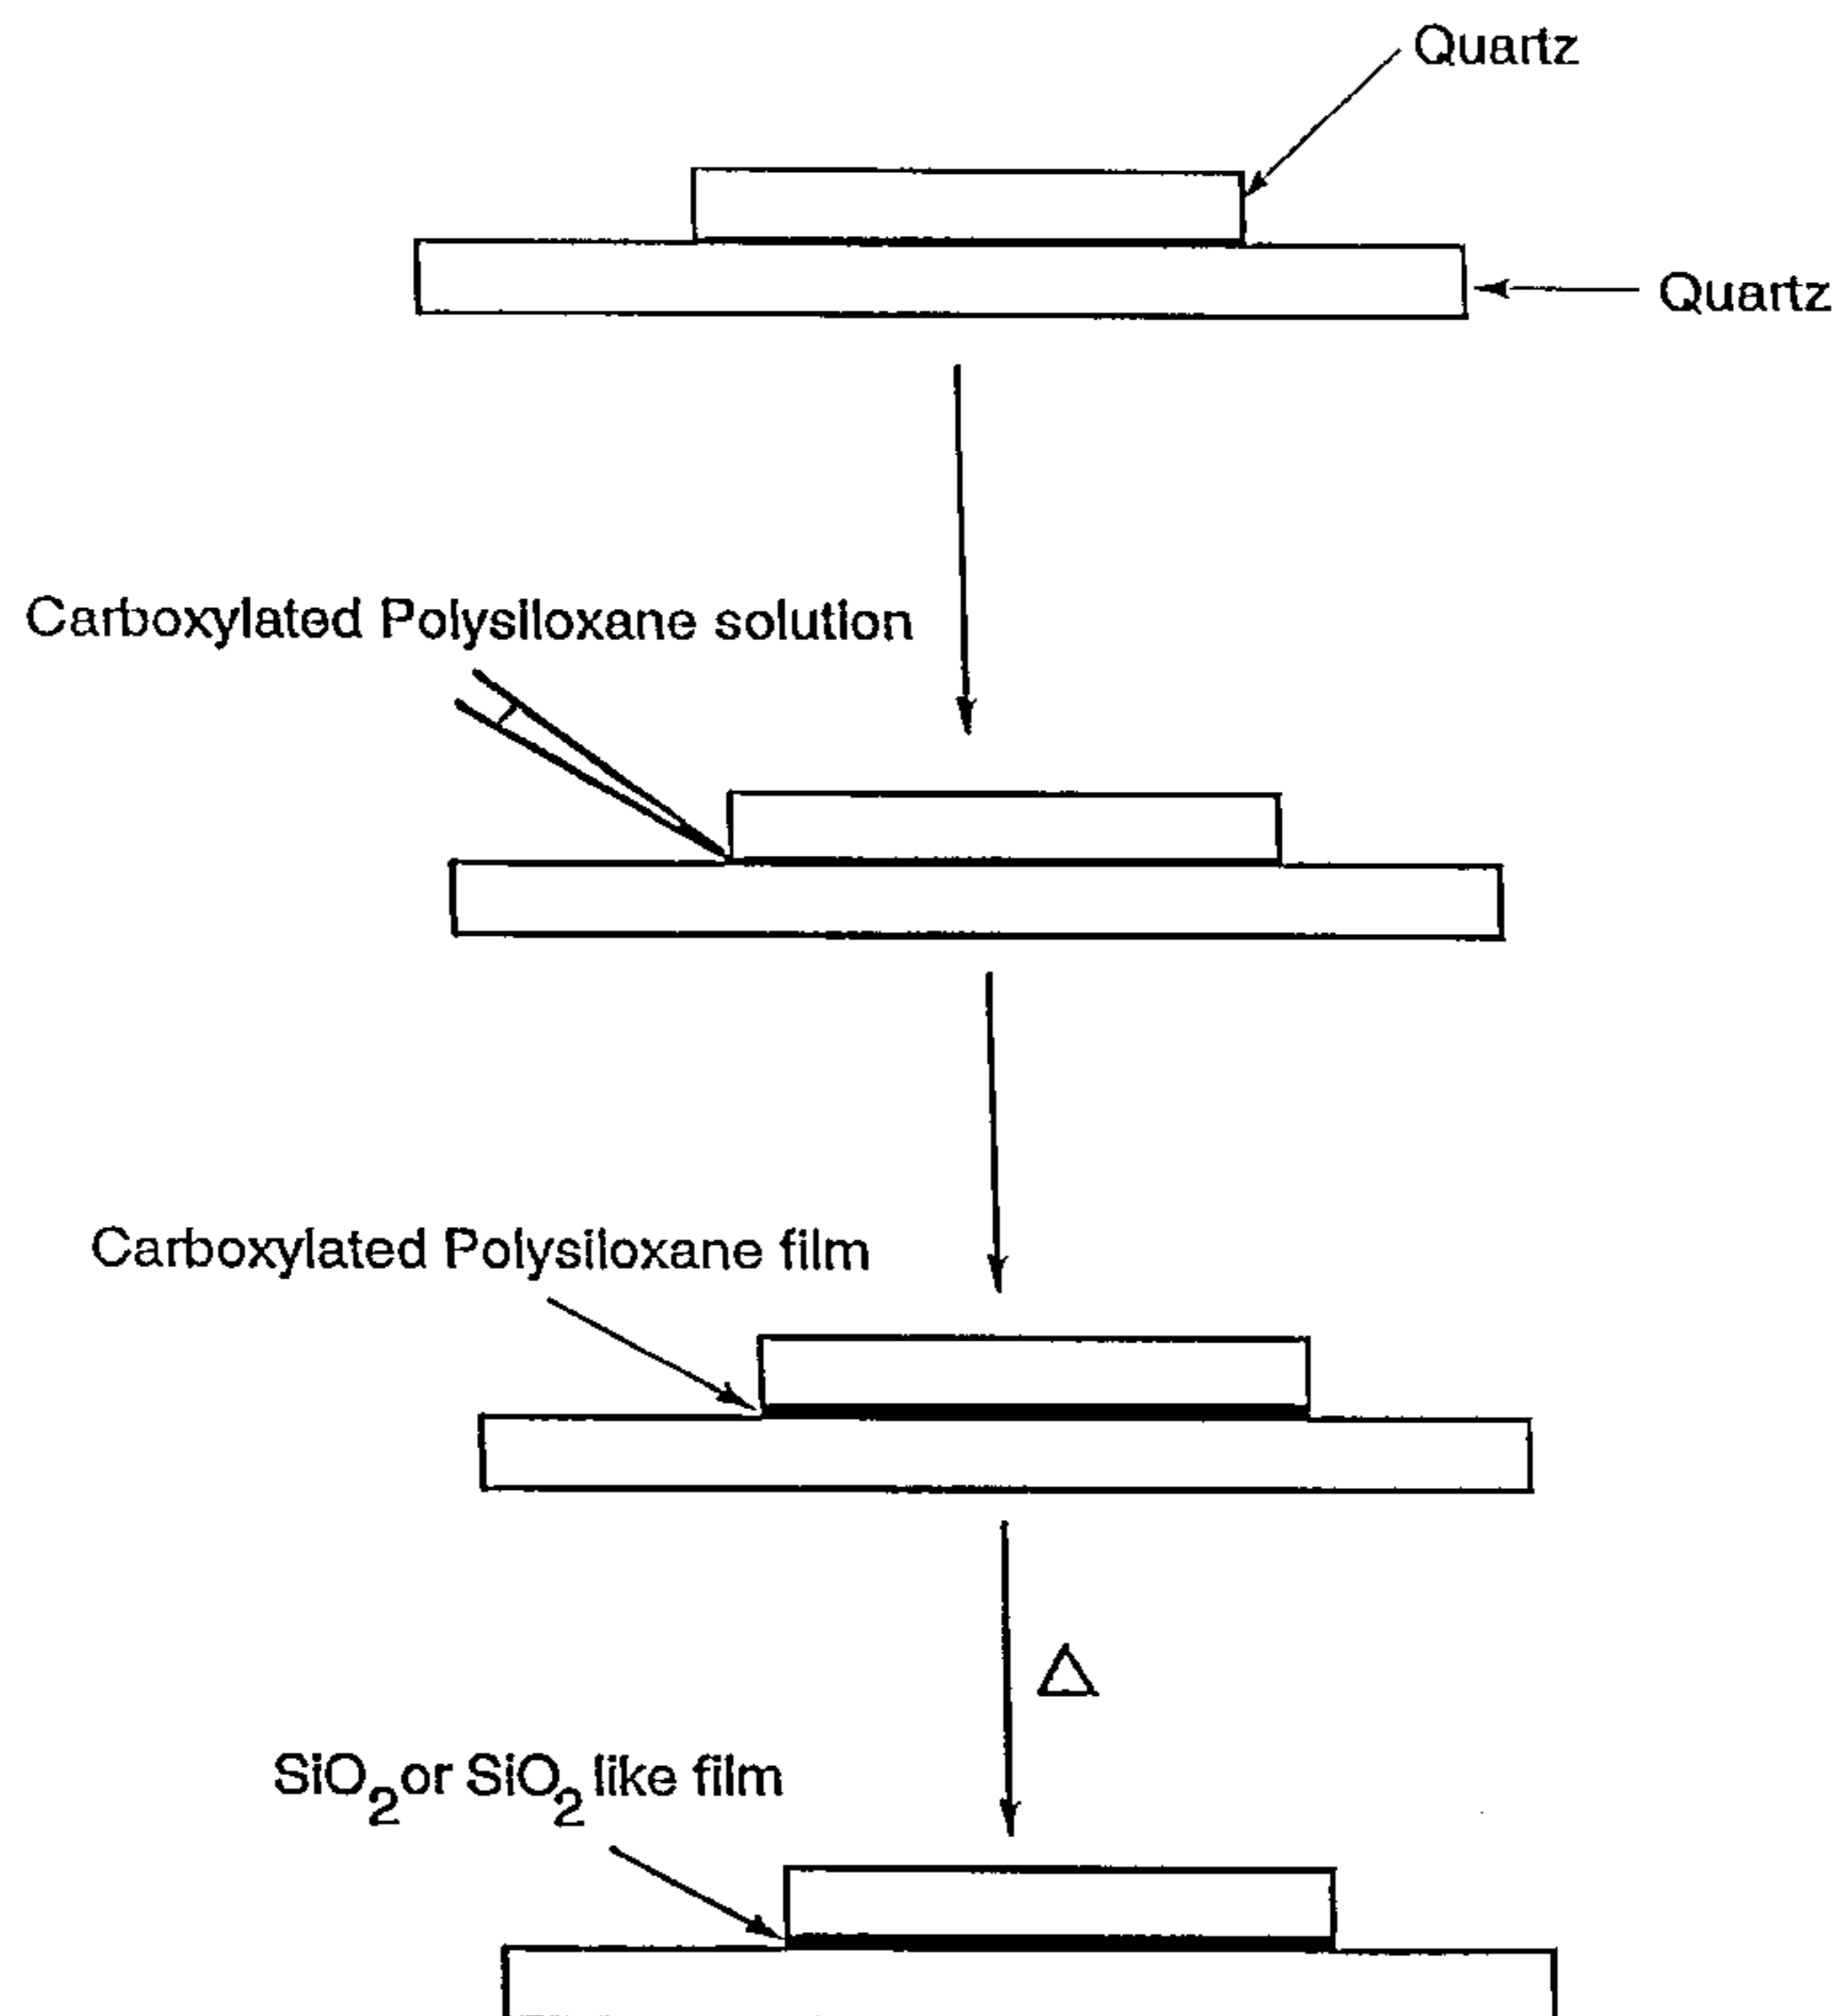 Quartz
Quartz
Carboxylated Polysiloxane solution
Carboxylated Polysiloxane film
Δ
SiO₂ or SiO₂ like film